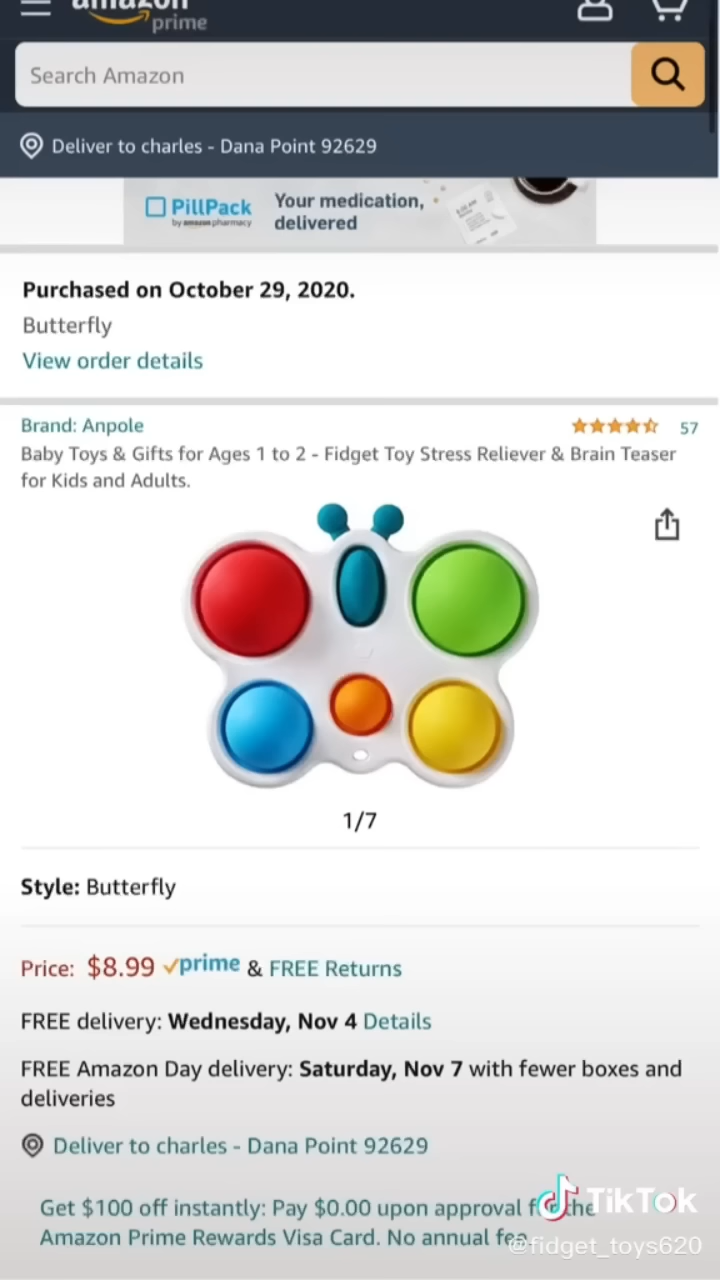 amazon
prime
Search Amazon
Deliver to charles - Dana Point 92629
PillPack
by amazon pharmacy
Your medication,
delivered
Purchased on October 29, 2020.
Butterfly
View order details
Brand: Anpole
57
Baby Toys & Gifts for Ages 1 to 2 - Fidget Toy Stress Reliever & Brain Teaser
for Kids and Adults.
1/7
Style: Butterfly
Price: $8.99 prime & FREE Returns
FREE delivery: Wednesday, Nov 4 Details
FREE Amazon Day delivery: Saturday, Nov 7 with fewer boxes and
deliveries
Deliver to charles - Dana Point 92629
Get $100 off instantly: Pay $0.00 upon approval for the
Amazon Prime Rewards Visa Card. No annual fee.
TikTok
@fidget_toys620